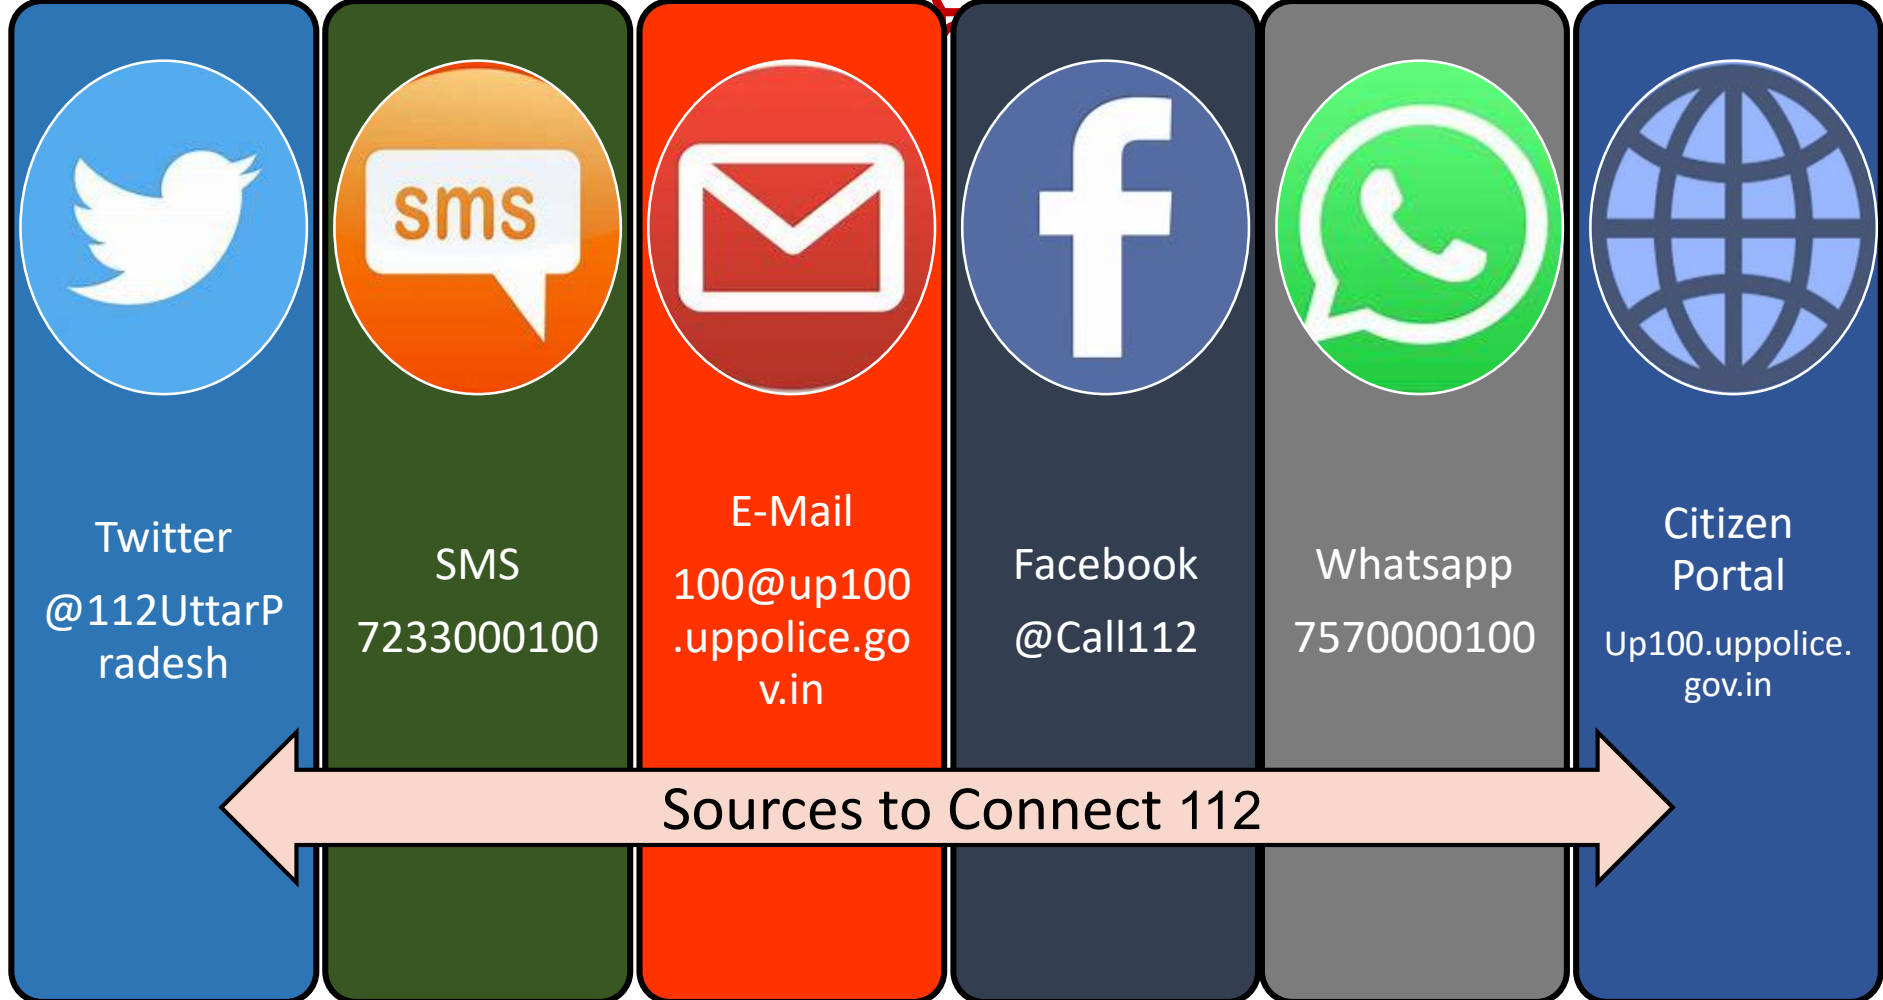 sms
Twitter
@112UttarP
radesh
SMS
7233000100
E-Mail
100@up100
.uppolice.go
v.in
Facebook
@Call112
Whatsapp
7570000100
Citizen
Portal
Up100.uppolice.
gov.in
Sources to Connect 112